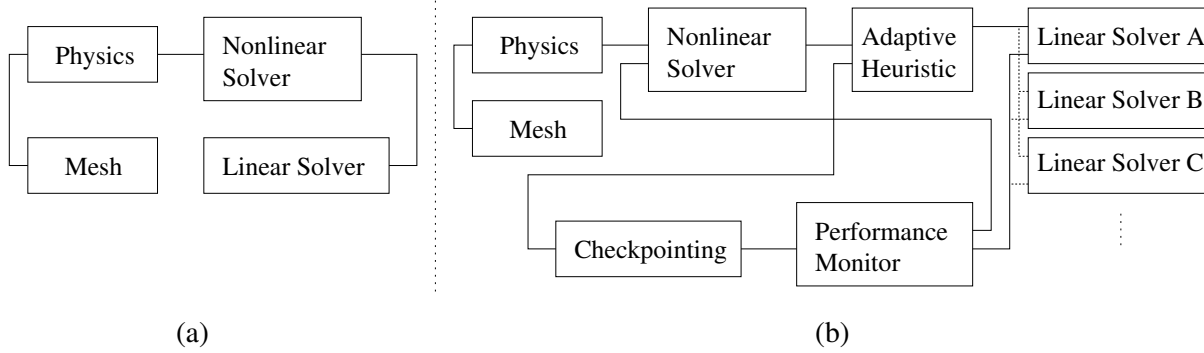 Physics
Nonlinear
Solver
Mesh
Linear Solver
(a)
Physics
Nonlinear
Solver
Adaptive
Heuristic
Linear Solver A
Mesh
Linear Solver B
Linear Solver C
Checkpointing
Performance
Monitor
(b)